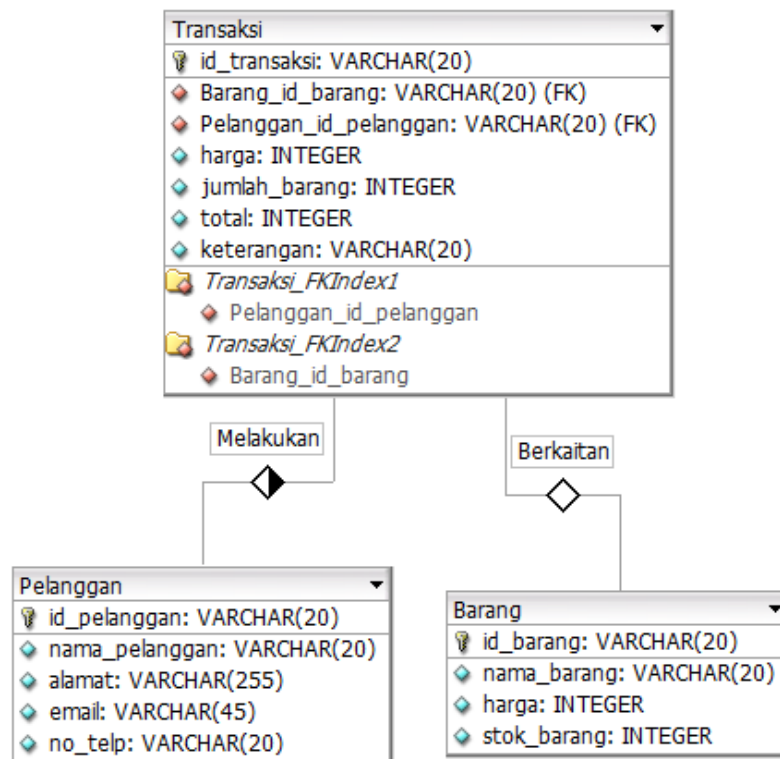 Transaksi
id_transaksi: VARCHAR(20)
Barang_id_barang: VARCHAR(20) (FK)
Pelanggan_id_pelanggan: VARCHAR(20) (FK)
harga: INTEGER
jumlah_barang: INTEGER
total: INTEGER
keterangan: VARCHAR(20)
Transaksi_FKIndex1
Pelanggan_id_pelanggan
Transaksi_FKIndex2
Barang_id_barang
Melakukan
Berkaitan
Pelanggan
id_pelanggan: VARCHAR(20)
nama_pelanggan: VARCHAR(20)
alamat: VARCHAR(255)
email: VARCHAR(45)
no_telp: VARCHAR(20)
Barang
id_barang: VARCHAR(20)
nama_barang: VARCHAR(20)
harga: INTEGER
stok_barang: INTEGER